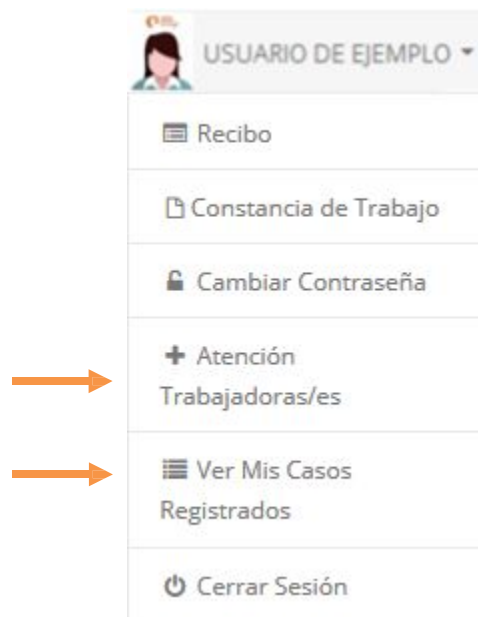 USUARIO DE EJEMPLO
Recibo
Constancia de Trabajo
Cambiar Contraseña
Atención
Trabajadoras/es
Ver Mis Casos
Registrados
Cerrar Sesión